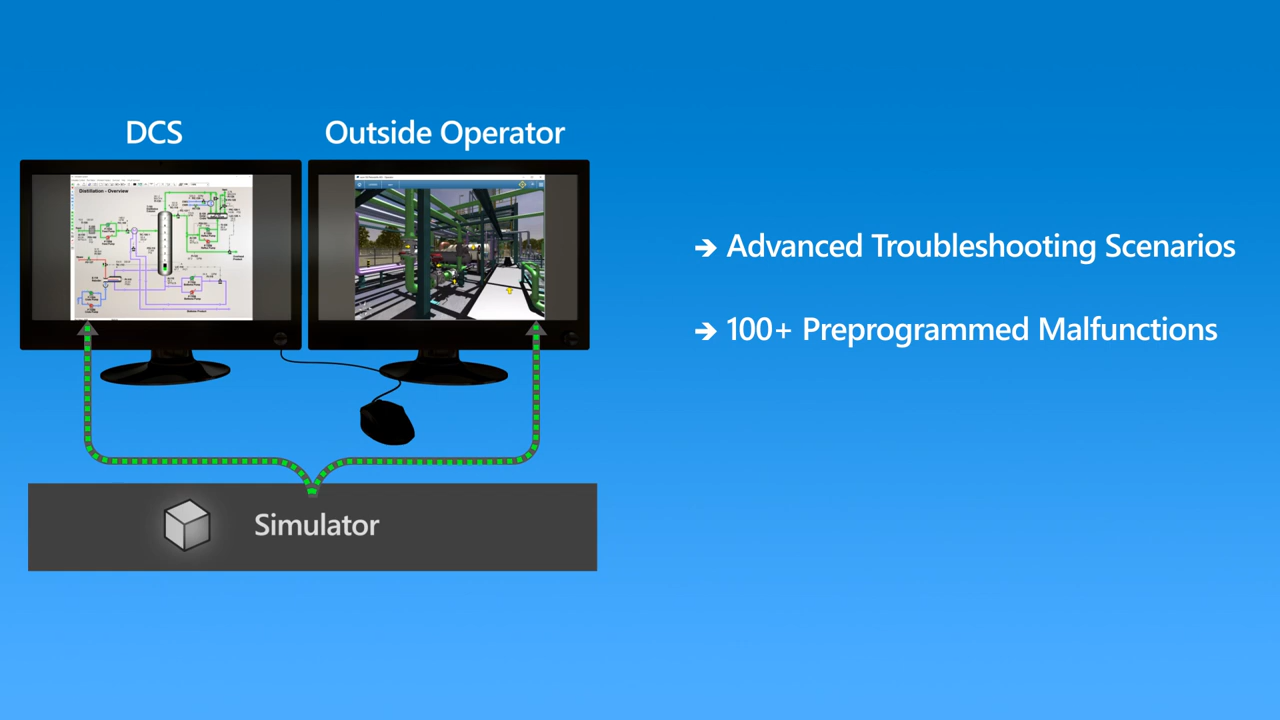 DCS
Outside Operator
Distillation - Overview
➔ Advanced Troubleshooting Scenarios
➔ 100+ Preprogrammed Malfunctions
Simulator